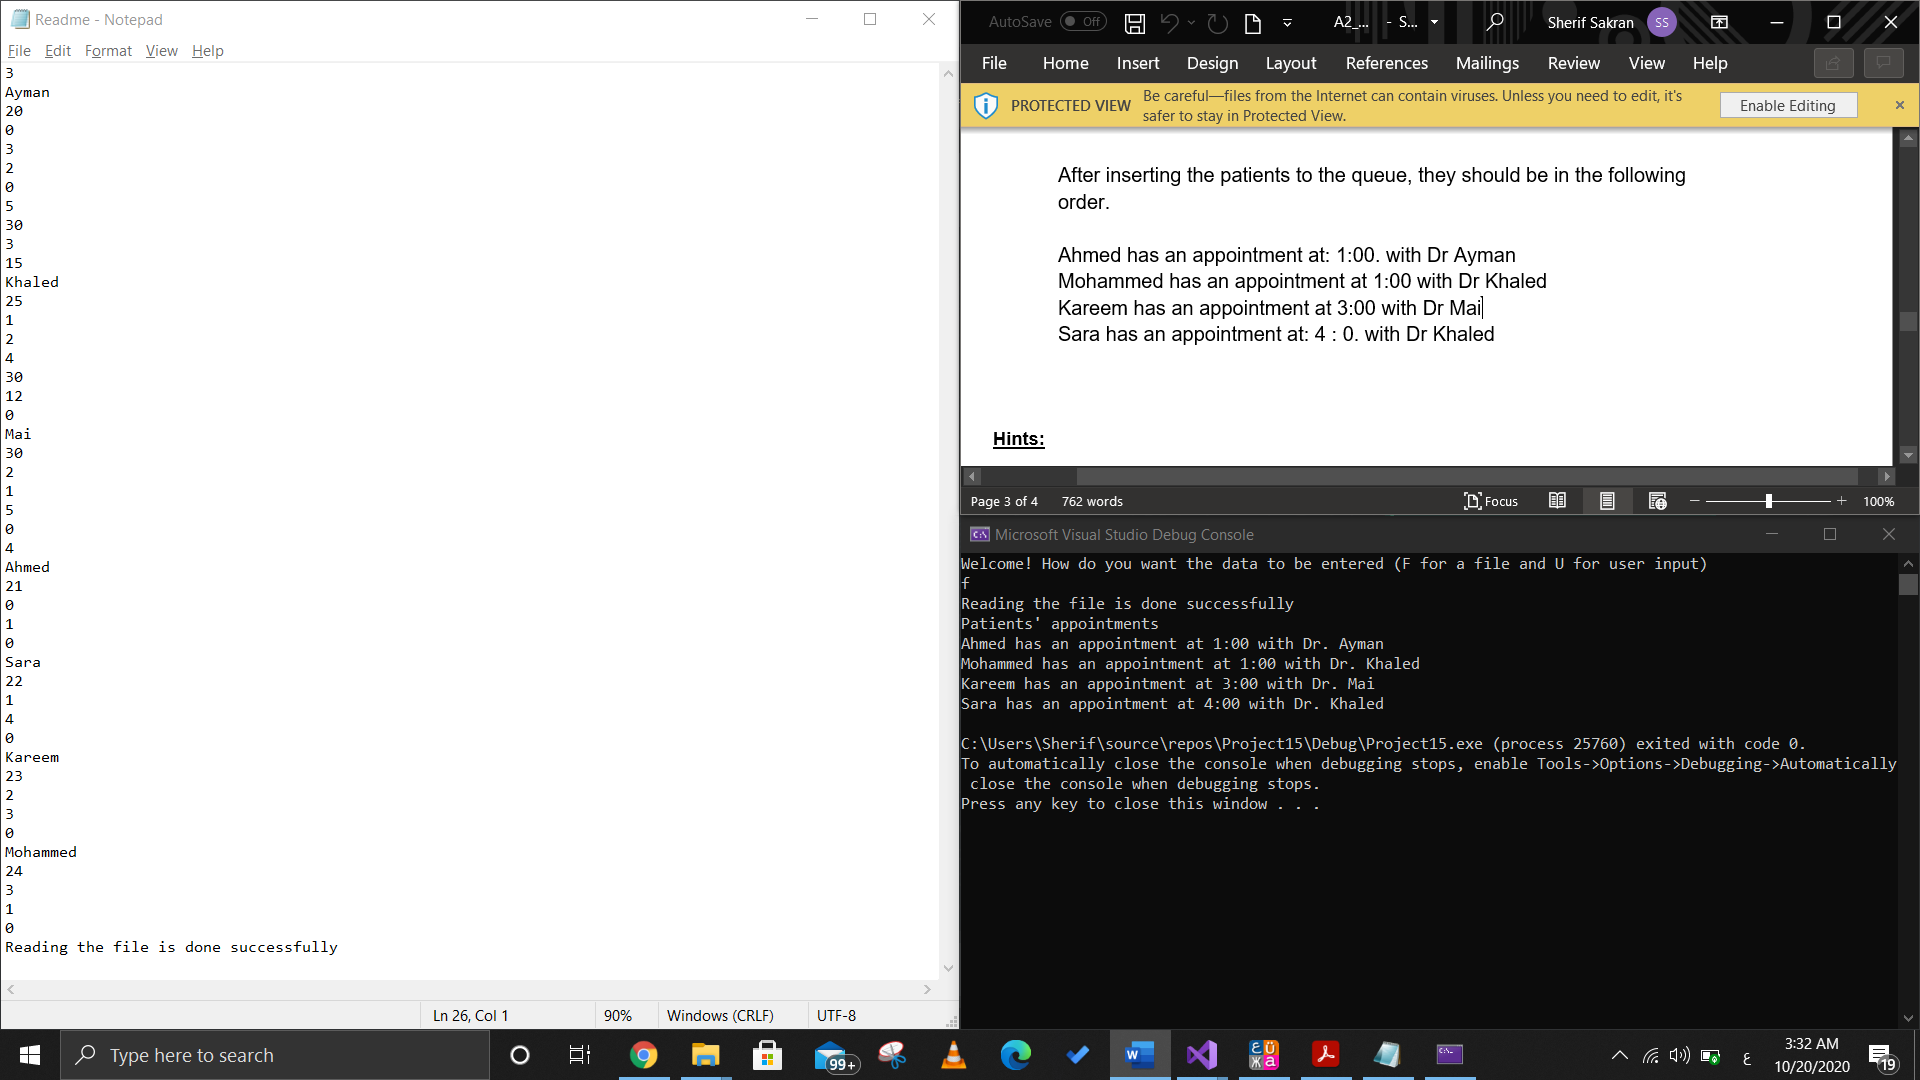 Readme - Notepad
File Edit Format View Help
3
Ayman
20
0
3
2
0
5
30
3
15
Khaled
25
1
2
4
30
12
0
Mai
30
2
1
5
0
4
Ahmed
21
0
1
0
Sara
22
1
4
0
Kareem
23
2
3
0
Mohammed
24
3
1
0
Reading the file is done successfully
Ln 26, Col 1 90% Windows (CRLF) UTF-8
AutoSave Off A2_... - S... Sherif Sakran SS
File Home Insert Design Layout References Mailings Review View Help
PROTECTED VIEW Be careful—files from the Internet can contain viruses. Unless you need to edit, it's
safer to stay in Protected View.
Enable Editing
After inserting the patients to the queue, they should be in the following
order.
Ahmed has an appointment at: 1:00. with Dr Ayman
Mohammed has an appointment at 1:00 with Dr Khaled
Kareem has an appointment at 3:00 with Dr Mai
Sara has an appointment at: 4 : 0. with Dr Khaled
Hints:
Page 3 of 4 762 words Focus 100%
Microsoft Visual Studio Debug Console
Welcome! How do you want the data to be entered (F for a file and U for user input)
f
Reading the file is done successfully
Patients' appointments
Ahmed has an appointment at 1:00 with Dr. Ayman
Mohammed has an appointment at 1:00 with Dr. Khaled
Kareem has an appointment at 3:00 with Dr. Mai
Sara has an appointment at 4:00 with Dr. Khaled
C:\Users\Sherif\source\repos\Project15\Debug\Project15.exe (process 25760) exited with code 0.
To automatically close the console when debugging stops, enable Tools->Options->Debugging->Automatically
close the console when debugging stops.
Press any key to close this window . . .
Type here to search
99+
ع
3:32 AM
10/20/2020
19